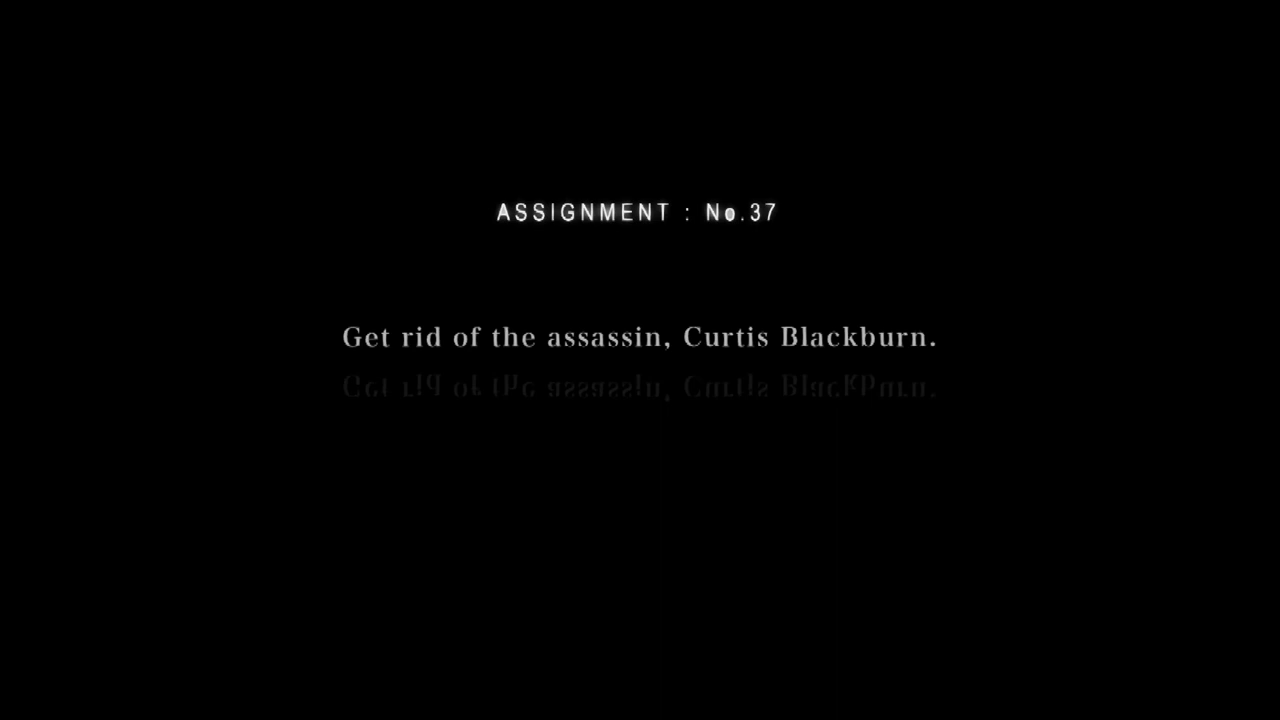 ASSIGNMENT : No.37
Get rid of the assassin, Curtis Blackburn.